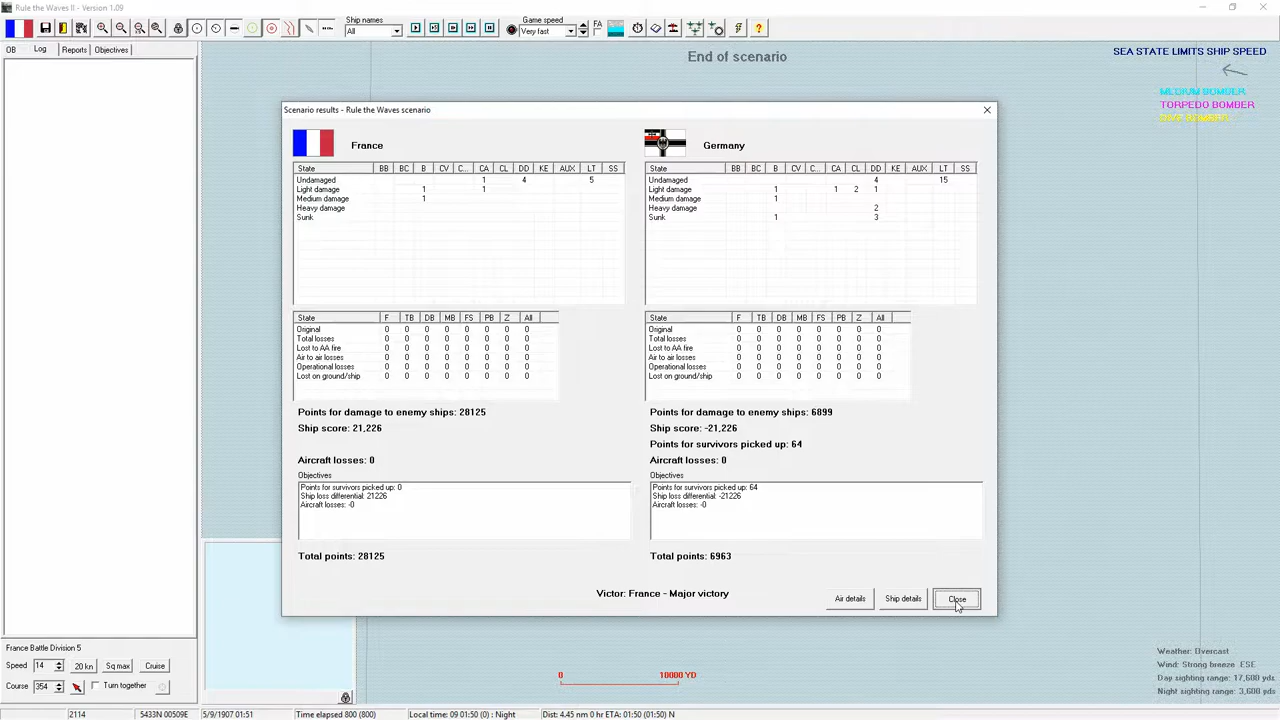 Rule the Waves II - Version 1.09
Ship names
All
Game speed
Very fast
FA
OB Log Reports Objectives
End of scenario
SEA STATE LIMITS SHIP SPEED
MEDIUM BOMBER
TORPEDO BOMBER
DIVE BOMBER
Scenario results - Rule the Waves scenario
France
State BB BC B CV C... CA CL DD KE AUX LT SS
Undamaged 1 4 5
Light damage 1 1
Medium damage 1
Heavy damage
Sunk
State F TB DB MB FS PB Z All
Original 0 0 0 0 0 0 0 0
Total losses 0 0 0 0 0 0 0 0
Lost to AA fire 0 0 0 0 0 0 0 0
Air to air losses 0 0 0 0 0 0 0 0
Operational losses 0 0 0 0 0 0 0 0
Lost on ground/ship 0 0 0 0 0 0 0 0
Points for damage to enemy ships: 28125
Ship score: 21,226
Aircraft losses: 0
Objectives
Points for survivors picked up: 0
Ship loss differential: 21226
Aircraft losses: -0
Total points: 28125
Germany
State BB BC B CV C... CA CL DD KE AUX LT SS
Undamaged 4 15
Light damage 1 1 2 1
Medium damage 1
Heavy damage 2
Sunk 1 3
State F TB DB MB FS PB Z All
Original 0 0 0 0 0 0 0 0
Total losses 0 0 0 0 0 0 0 0
Lost to AA fire 0 0 0 0 0 0 0 0
Air to air losses 0 0 0 0 0 0 0 0
Operational losses 0 0 0 0 0 0 0 0
Lost on ground/ship 0 0 0 0 0 0 0 0
Points for damage to enemy ships: 6899
Ship score: -21,226
Points for survivors picked up: 64
Aircraft losses: 0
Objectives
Points for survivors picked up: 64
Ship loss differential: -21226
Aircraft losses: -0
Total points: 6963
Victor: France - Major victory
Air details Ship details Close
France Battle Division 5
Speed 14 20 kn Sq max Cruise
Course 354 Turn together
0 10000 YD
Weather: Overcast
Wind: Strong breeze ESE
Day sighting range: 17,600 yds
Night sighting range: 3,600 yds
2114 5433N 00509E 5/9/1907 01:51 Time elapsed 800 (800) Local time: 09 01:50 (0) : Night Dist: 4.45 nm 0 hr ETA: 01:50 (01:50) N